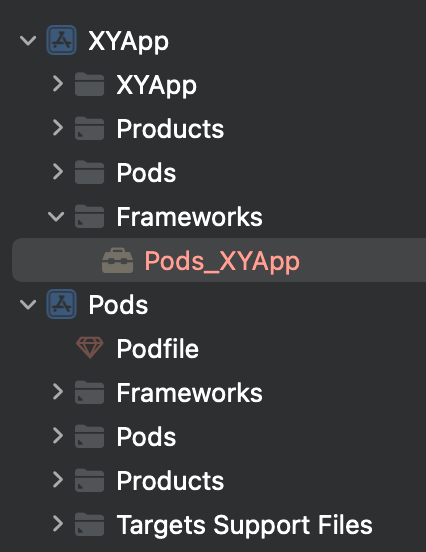 XYApp
XYApp
Products
Pods
Frameworks
Pods_XYApp
Pods
Podfile
Frameworks
Pods
Products
Targets Support Files